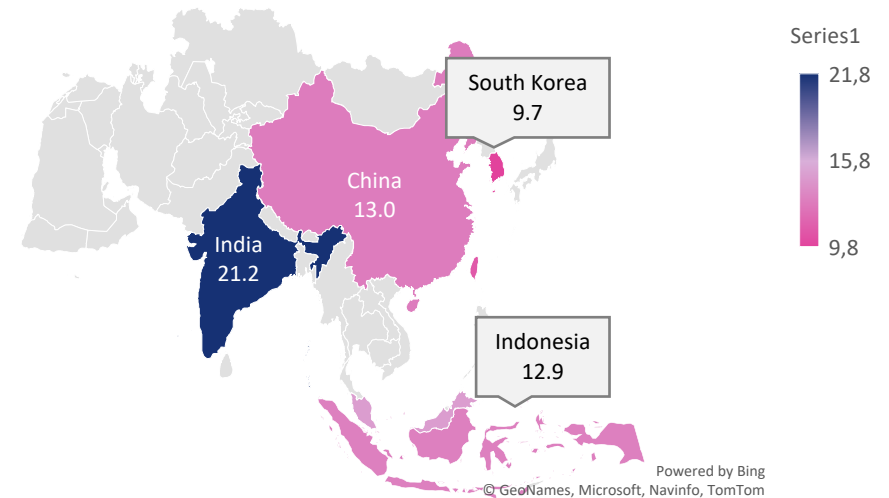 Series1
21,8
15,8
9,8
South Korea
9.7
China
13.0
India
21.2
Indonesia
12.9
Powered by Bing
© GeoNames, Microsoft, Navinfo, TomTom